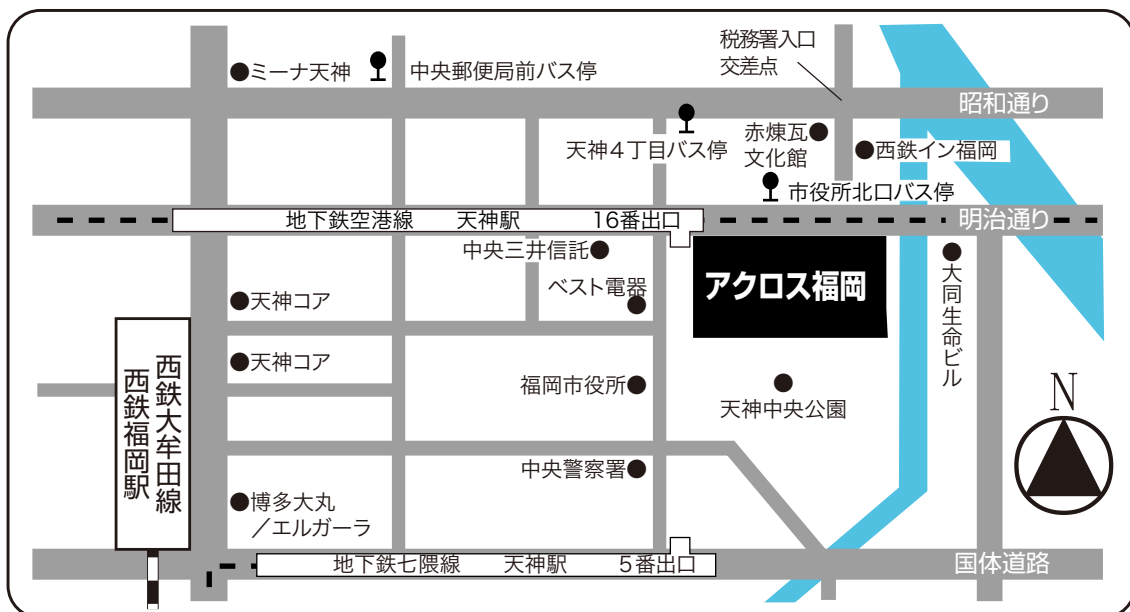 税務署入口
交差点
●ミーナ天神
中央郵便局前バス停
昭和通り
天神4丁目バス停
赤煉瓦●
文化館
●西鉄イン福岡
市役所北口バス停
地下鉄空港線 天神駅 16番出口
明治通り
中央三井信託●
ベスト電器
●
アクロス福岡
●
大同生命ビル
●天神コア
●天神コア
西鉄大牟田線
西鉄福岡駅
福岡市役所●
●
天神中央公園
N
中央警察署●
●博多大丸
/エルガーラ
地下鉄七隈線 天神駅 5番出口
国体道路